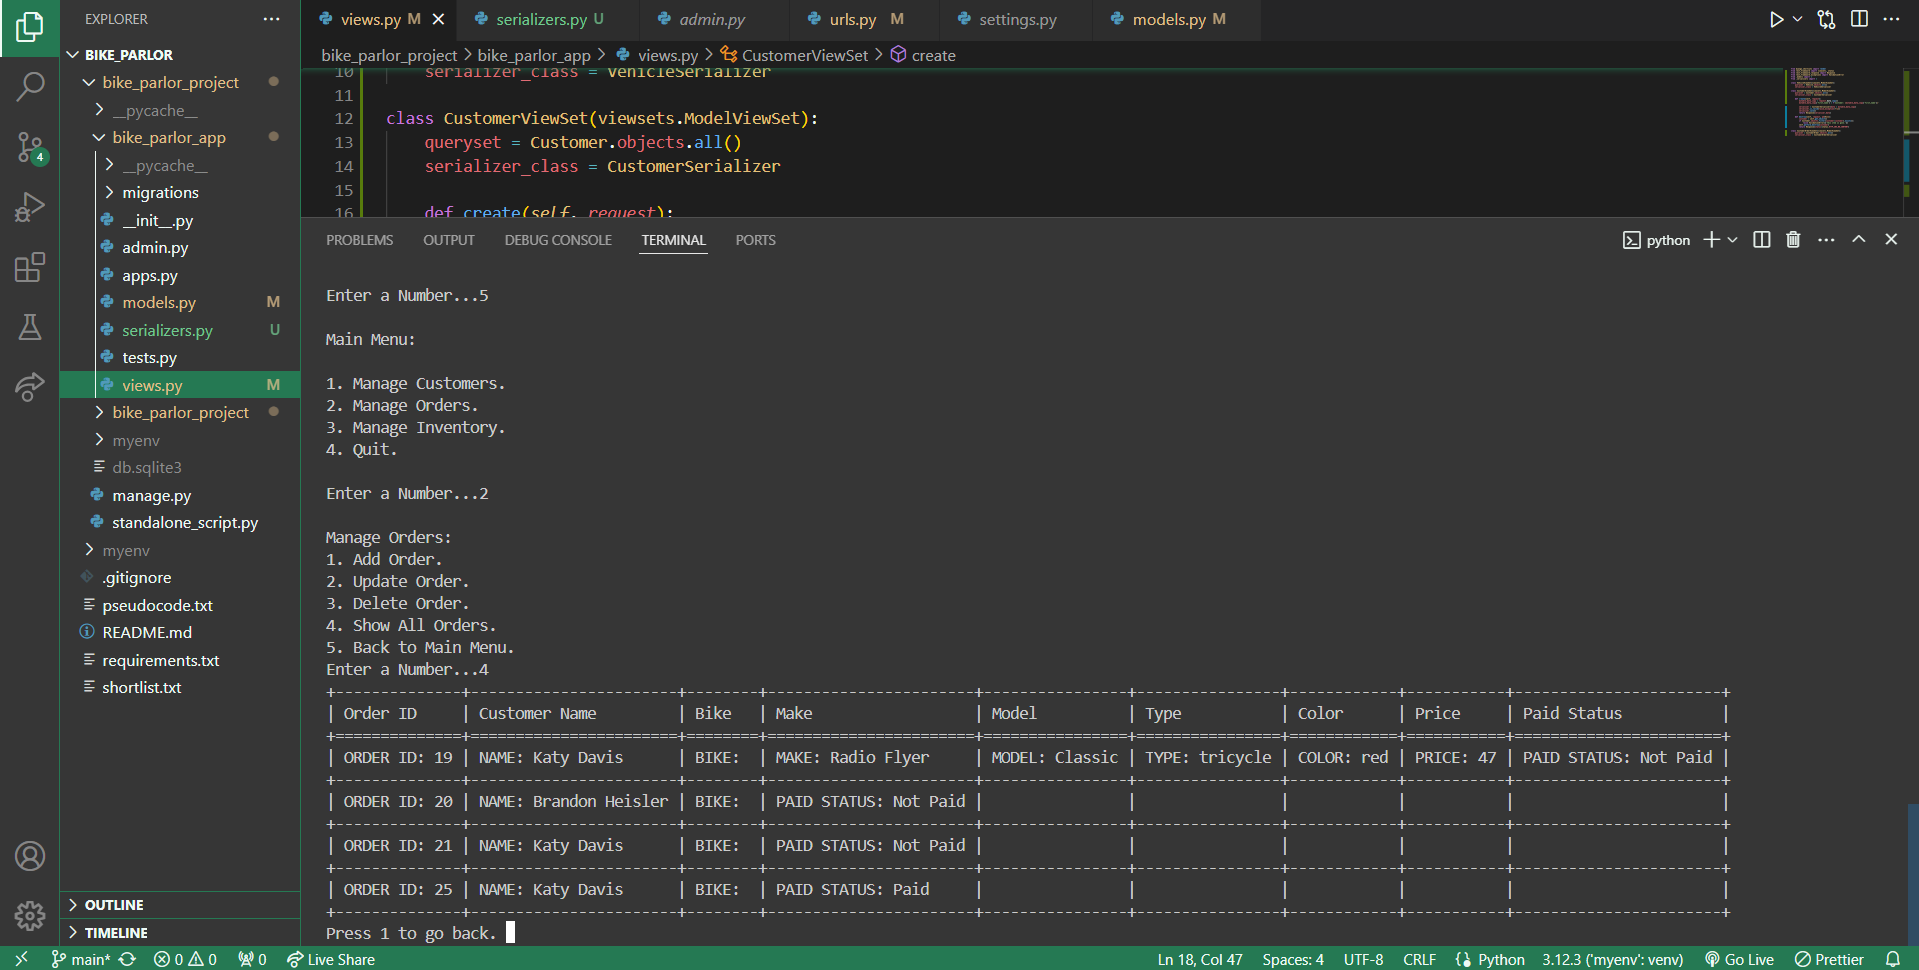 EXPLORER
BIKE_PARLOR
bike_parlor_project
__pycache__
bike_parlor_app
__pycache__
migrations
__init__.py
admin.py
apps.py
models.py M
serializers.py U
tests.py
views.py M
bike_parlor_project
myenv
db.sqlite3
manage.py
standalone_script.py
myenv
.gitignore
pseudocode.txt
README.md
requirements.txt
shortlist.txt
OUTLINE
TIMELINE
4
views.py M serializers.py U admin.py urls.py M settings.py models.py M
bike_parlor_project > bike_parlor_app > views.py > CustomerViewSet > create
10 serializer_class = VehicleSerializer
11
12 class CustomerViewSet(viewsets.ModelViewSet):
13 queryset = Customer.objects.all()
14 serializer_class = CustomerSerializer
15
16 def create(self, request):
PROBLEMS OUTPUT DEBUG CONSOLE TERMINAL PORTS
python
Enter a Number...5
Main Menu:
1. Manage Customers.
2. Manage Orders.
3. Manage Inventory.
4. Quit.
Enter a Number...2
Manage Orders:
1. Add Order.
2. Update Order.
3. Delete Order.
4. Show All Orders.
5. Back to Main Menu.
Enter a Number...4
+--------------+-----------------------+--------+-----------------------+----------------+----------------+------------+-----------+-----------------------+
| Order ID | Customer Name | Bike | Make | Model | Type | Color | Price | Paid Status |
+==============+=======================+========+=======================+================+================+============+===========+=======================+
| ORDER ID: 19 | NAME: Katy Davis | BIKE: | MAKE: Radio Flyer | MODEL: Classic | TYPE: tricycle | COLOR: red | PRICE: 47 | PAID STATUS: Not Paid |
+--------------+-----------------------+--------+-----------------------+----------------+----------------+------------+-----------+-----------------------+
| ORDER ID: 20 | NAME: Brandon Heisler | BIKE: | PAID STATUS: Not Paid | | | | | |
+--------------+-----------------------+--------+-----------------------+----------------+----------------+------------+-----------+-----------------------+
| ORDER ID: 21 | NAME: Katy Davis | BIKE: | PAID STATUS: Not Paid | | | | | |
+--------------+-----------------------+--------+-----------------------+----------------+----------------+------------+-----------+-----------------------+
| ORDER ID: 25 | NAME: Katy Davis | BIKE: | PAID STATUS: Paid | | | | | |
+--------------+-----------------------+--------+-----------------------+----------------+----------------+------------+-----------+-----------------------+
Press 1 to go back.
main* 0 0 0 Live Share Ln 18, Col 47 Spaces: 4 UTF-8 CRLF Python 3.12.3 ('myenv': venv) Go Live Prettier